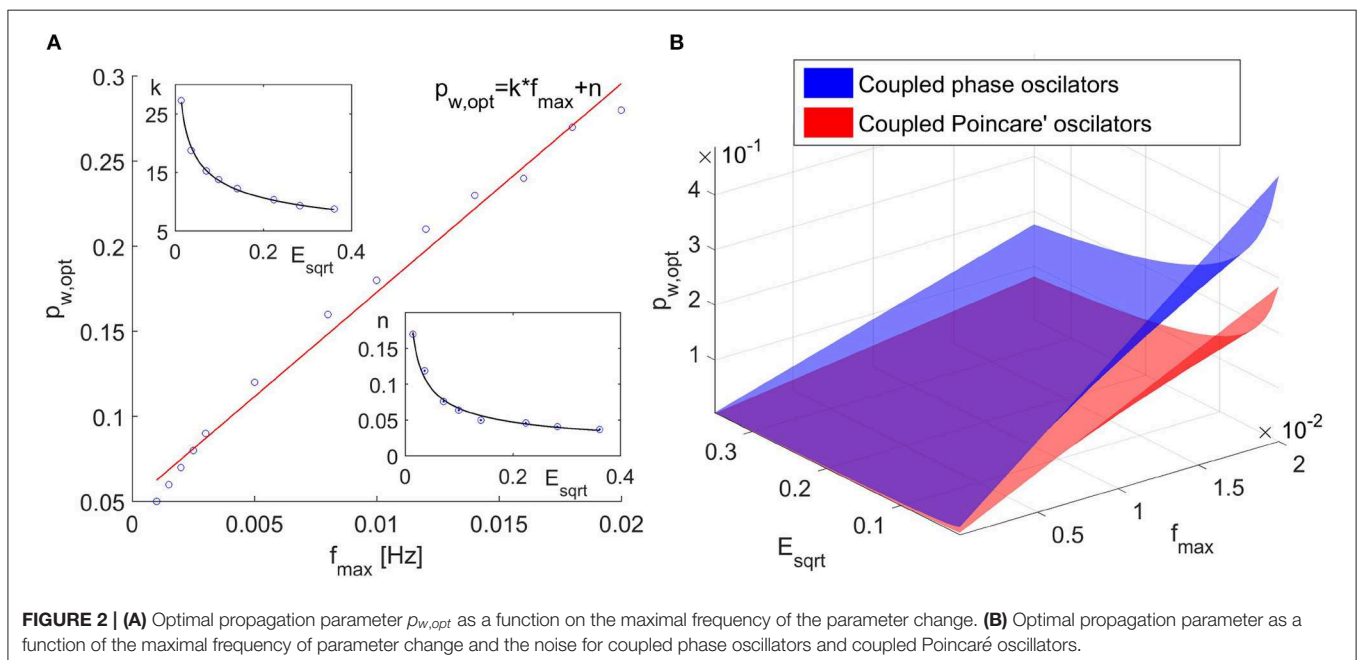 A
p_w,opt=k*f_max+n
0.3
0.25
0.2
0.15
0.1
0.05
p_w,opt
0
0.005
0.01
0.015
0.02
f_max [Hz]
k
25
15
5
0
0.2
0.4
E_sqrt
n
0.15
0.1
0.05
0
0
0.2
0.4
E_sqrt
B
Coupled phase oscilators
Coupled Poincare' oscilators
× 10^-1
4
3
2
1
p_w,opt
0.3
0.2
0.1
E_sqrt
0.5
1
1.5
2
× 10^-2
f_max
FIGURE 2 | (A) Optimal propagation parameter p_w,opt as a function on the maximal frequency of the parameter change. (B) Optimal propagation parameter as a
function of the maximal frequency of parameter change and the noise for coupled phase oscillators and coupled Poincaré oscillators.